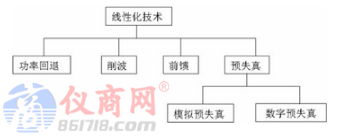 线性化技术
功率回退
削波
前馈
预失真
模拟预失真
数字预失真
仪商网®
861718.com